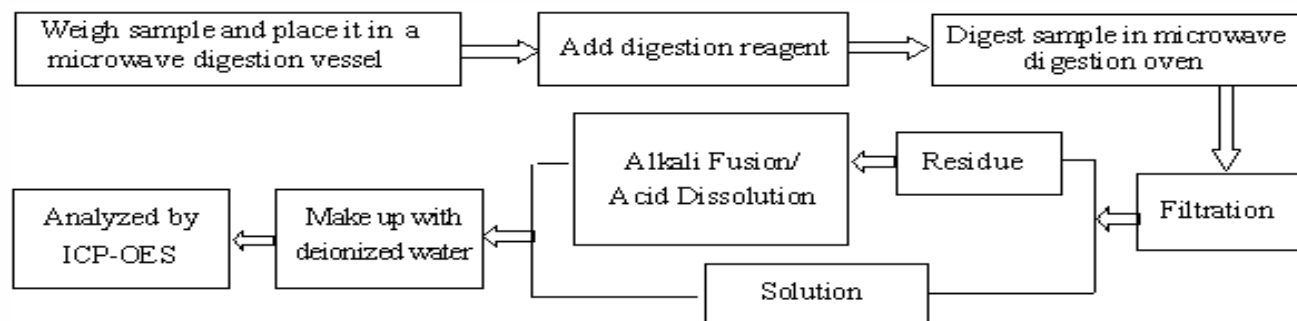 Weigh sample and place it in a
microwave digestion vessel
Add digestion reagent
Digest sample in microwave
digestion oven
Filtration
Residue
Alkali Fusion/
Acid Dissolution
Solution
Make up with
deionized water
Analyzed by
ICP-OES